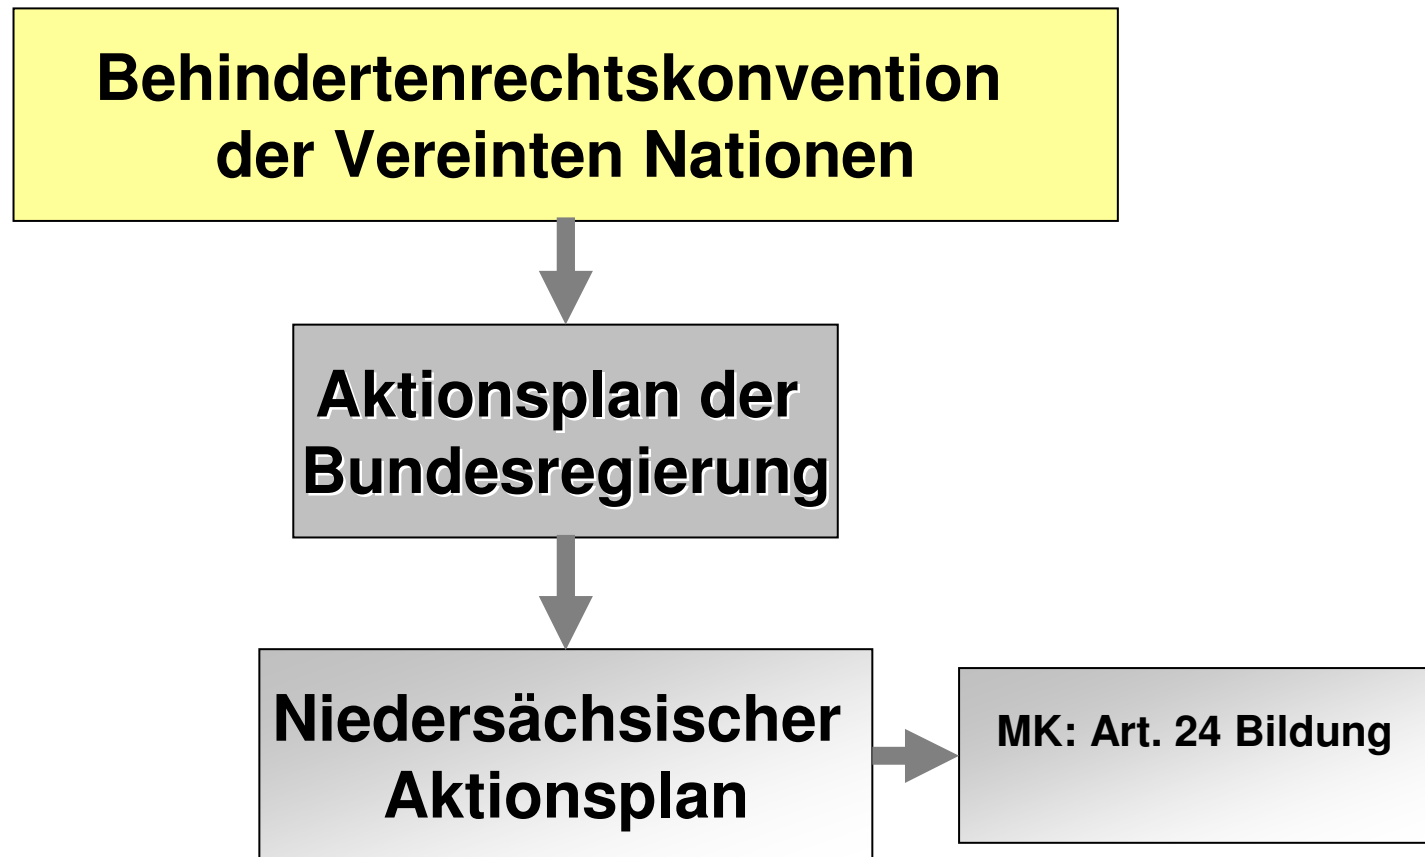 Behindertenrechtskonvention
der Vereinten Nationen
Aktionsplan der
Bundesregierung
Niedersächsischer
Aktionsplan
MK: Art. 24 Bildung